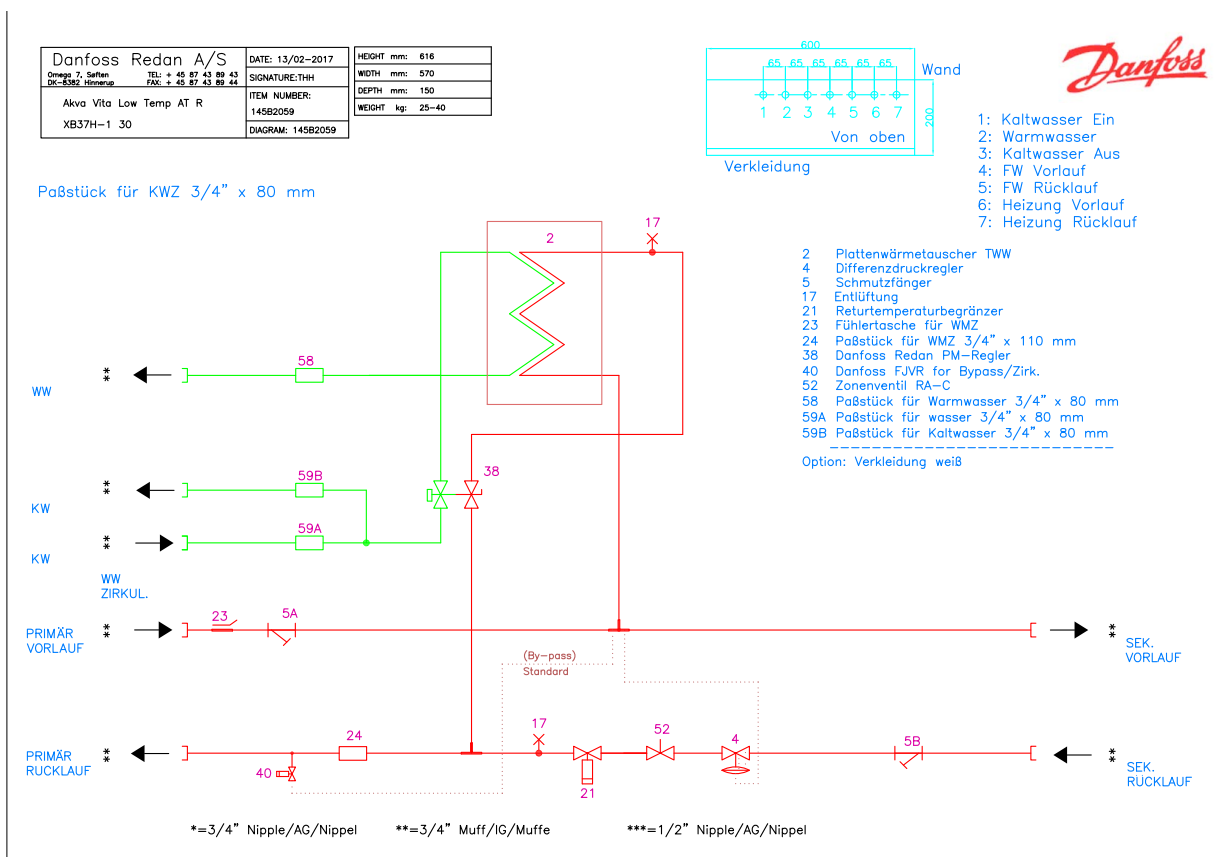 Danfoss Redan A/S
Omega 7, Søften
DK-8382 Hinnerup
TEL: + 45 87 43 89 43
FAX: + 45 87 43 89 44
Akva Vita Low Temp AT R
XB37H-1 30
DATE: 13/02-2017
SIGNATURE:THH
ITEM NUMBER:
145B2059
DIAGRAM: 145B2059
HEIGHT mm: 616
WIDTH mm: 570
DEPTH mm: 150
WEIGHT kg: 25-40
600
65 65 65 65 65 65
Wand
1 2 3 4 5 6 7
200
Von oben
Verkleidung
Danfoss
1: Kaltwasser Ein
2: Warmwasser
3: Kaltwasser Aus
4: FW Vorlauf
5: FW Rücklauf
6: Heizung Vorlauf
7: Heizung Rücklauf
Paßstück für KWZ 3/4" x 80 mm
2 Plattenwärmetauscher TWW
4 Differenzdruckregler
5 Schmutzfänger
17 Entlüftung
21 Returtemperaturbegränzer
23 Fühlertasche für WMZ
24 Paßstück für WMZ 3/4" x 110 mm
38 Danfoss Redan PM-Regler
40 Danfoss FJVR for Bypass/Zirk.
52 Zonenventil RA-C
58 Paßstück für Warmwasser 3/4" x 80 mm
59A Paßstück für wasser 3/4" x 80 mm
59B Paßstück für Kaltwasser 3/4" x 80 mm
Option: Verkleidung weiß
2
17
58
**
WW
59B
38
**
KW
59A
**
KW
WW
ZIRKUL.
23
5A
PRIMÄR
VORLAUF
**
**
SEK.
VORLAUF
(By-pass)
Standard
17
52
4
5B
24
PRIMÄR
RUCKLAUF
**
40
21
**
SEK.
RÜCKLAUF
*=3/4" Nipple/AG/Nippel
**=3/4" Muff/IG/Muffe
***=1/2" Nipple/AG/Nippel